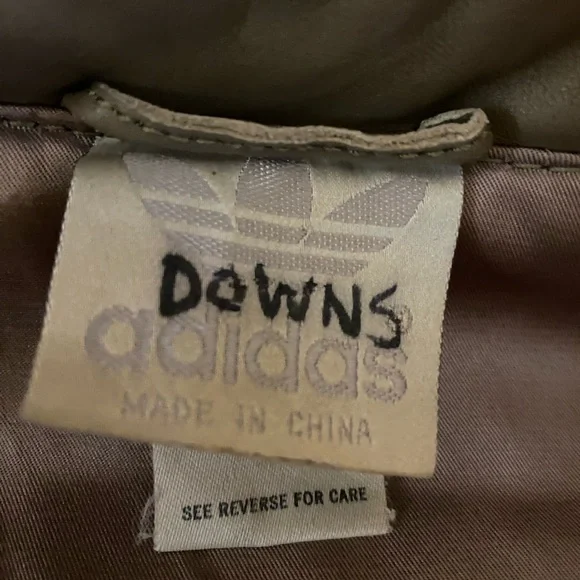 DOWNS
adidas
MADE IN CHINA
SEE REVERSE FOR CARE